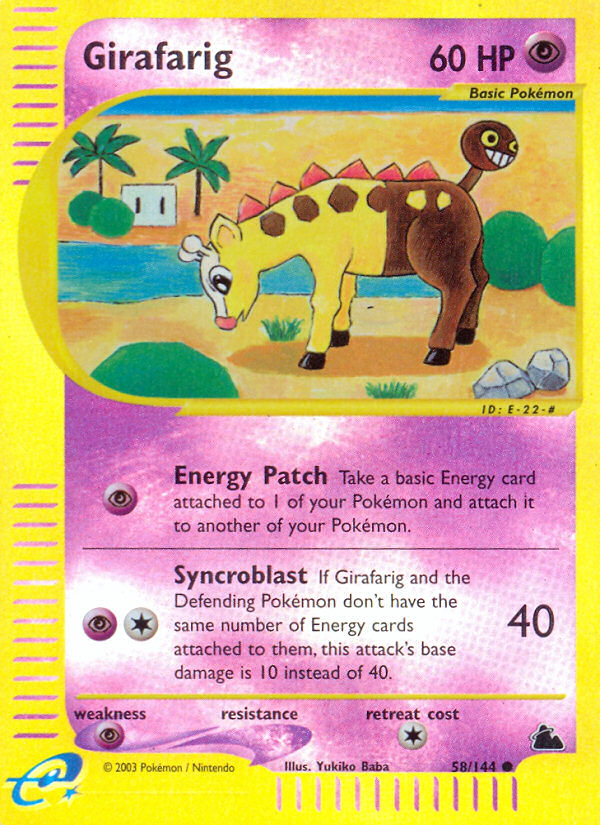 Girafarig 60 HP
Basic Pokémon
ID: E-22-#
Energy Patch Take a basic Energy card
attached to 1 of your Pokémon and attach it
to another of your Pokémon.
Syncroblast If Girafarig and the
Defending Pokémon don't have the
same number of Energy cards
attached to them, this attack's base
damage is 10 instead of 40.
40
weakness resistance retreat cost
© 2003 Pokémon / Nintendo Illus. Yukiko Baba 58/144 ●
e